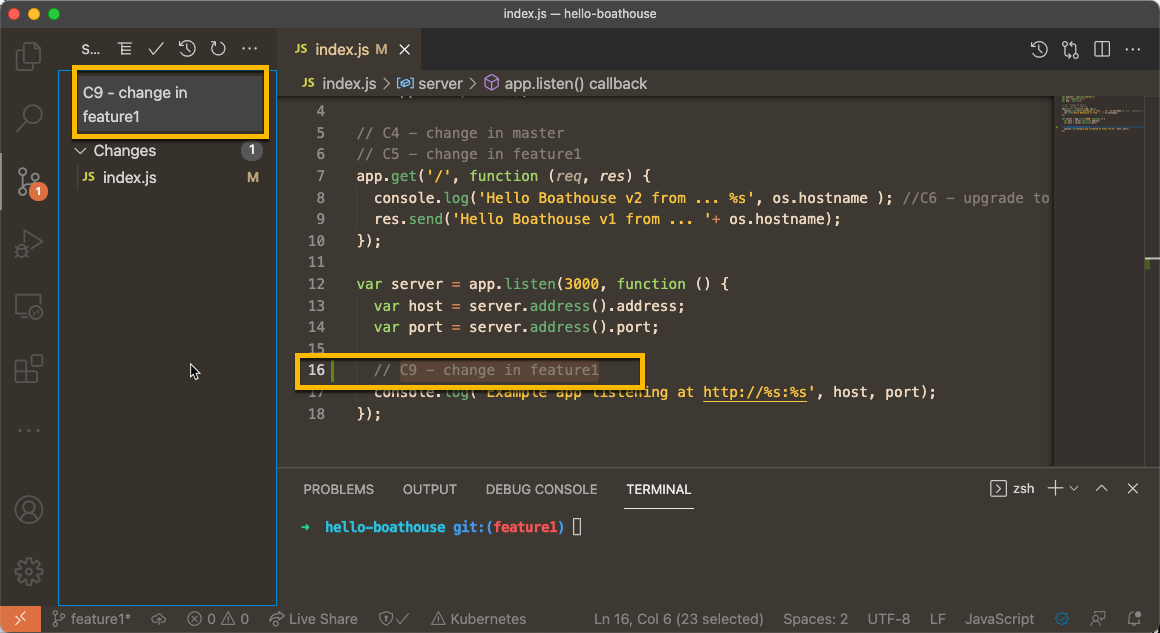 index.js — hello-boathouse
S...
JS index.js M
JS index.js > server > app.listen() callback
C9 - change in
feature1
Changes 1
JS index.js M
1
4
5 // C4 - change in master
6 // C5 - change in feature1
7 app.get('/', function (req, res) {
8 console.log('Hello Boathouse v2 from ... %s', os.hostname ); //C6 - upgrade to
9 res.send('Hello Boathouse v1 from ... '+ os.hostname);
10 });
11
12 var server = app.listen(3000, function () {
13 var host = server.address().address;
14 var port = server.address().port;
15
16 // C9 - change in feature1
17 console.log('Example app listening at http://%s:%s', host, port);
18 });
PROBLEMS OUTPUT DEBUG CONSOLE TERMINAL zsh
→ hello-boathouse git:(feature1)
feature1* 0 0 Live Share Kubernetes Ln 16, Col 6 (23 selected) Spaces: 2 UTF-8 LF JavaScript